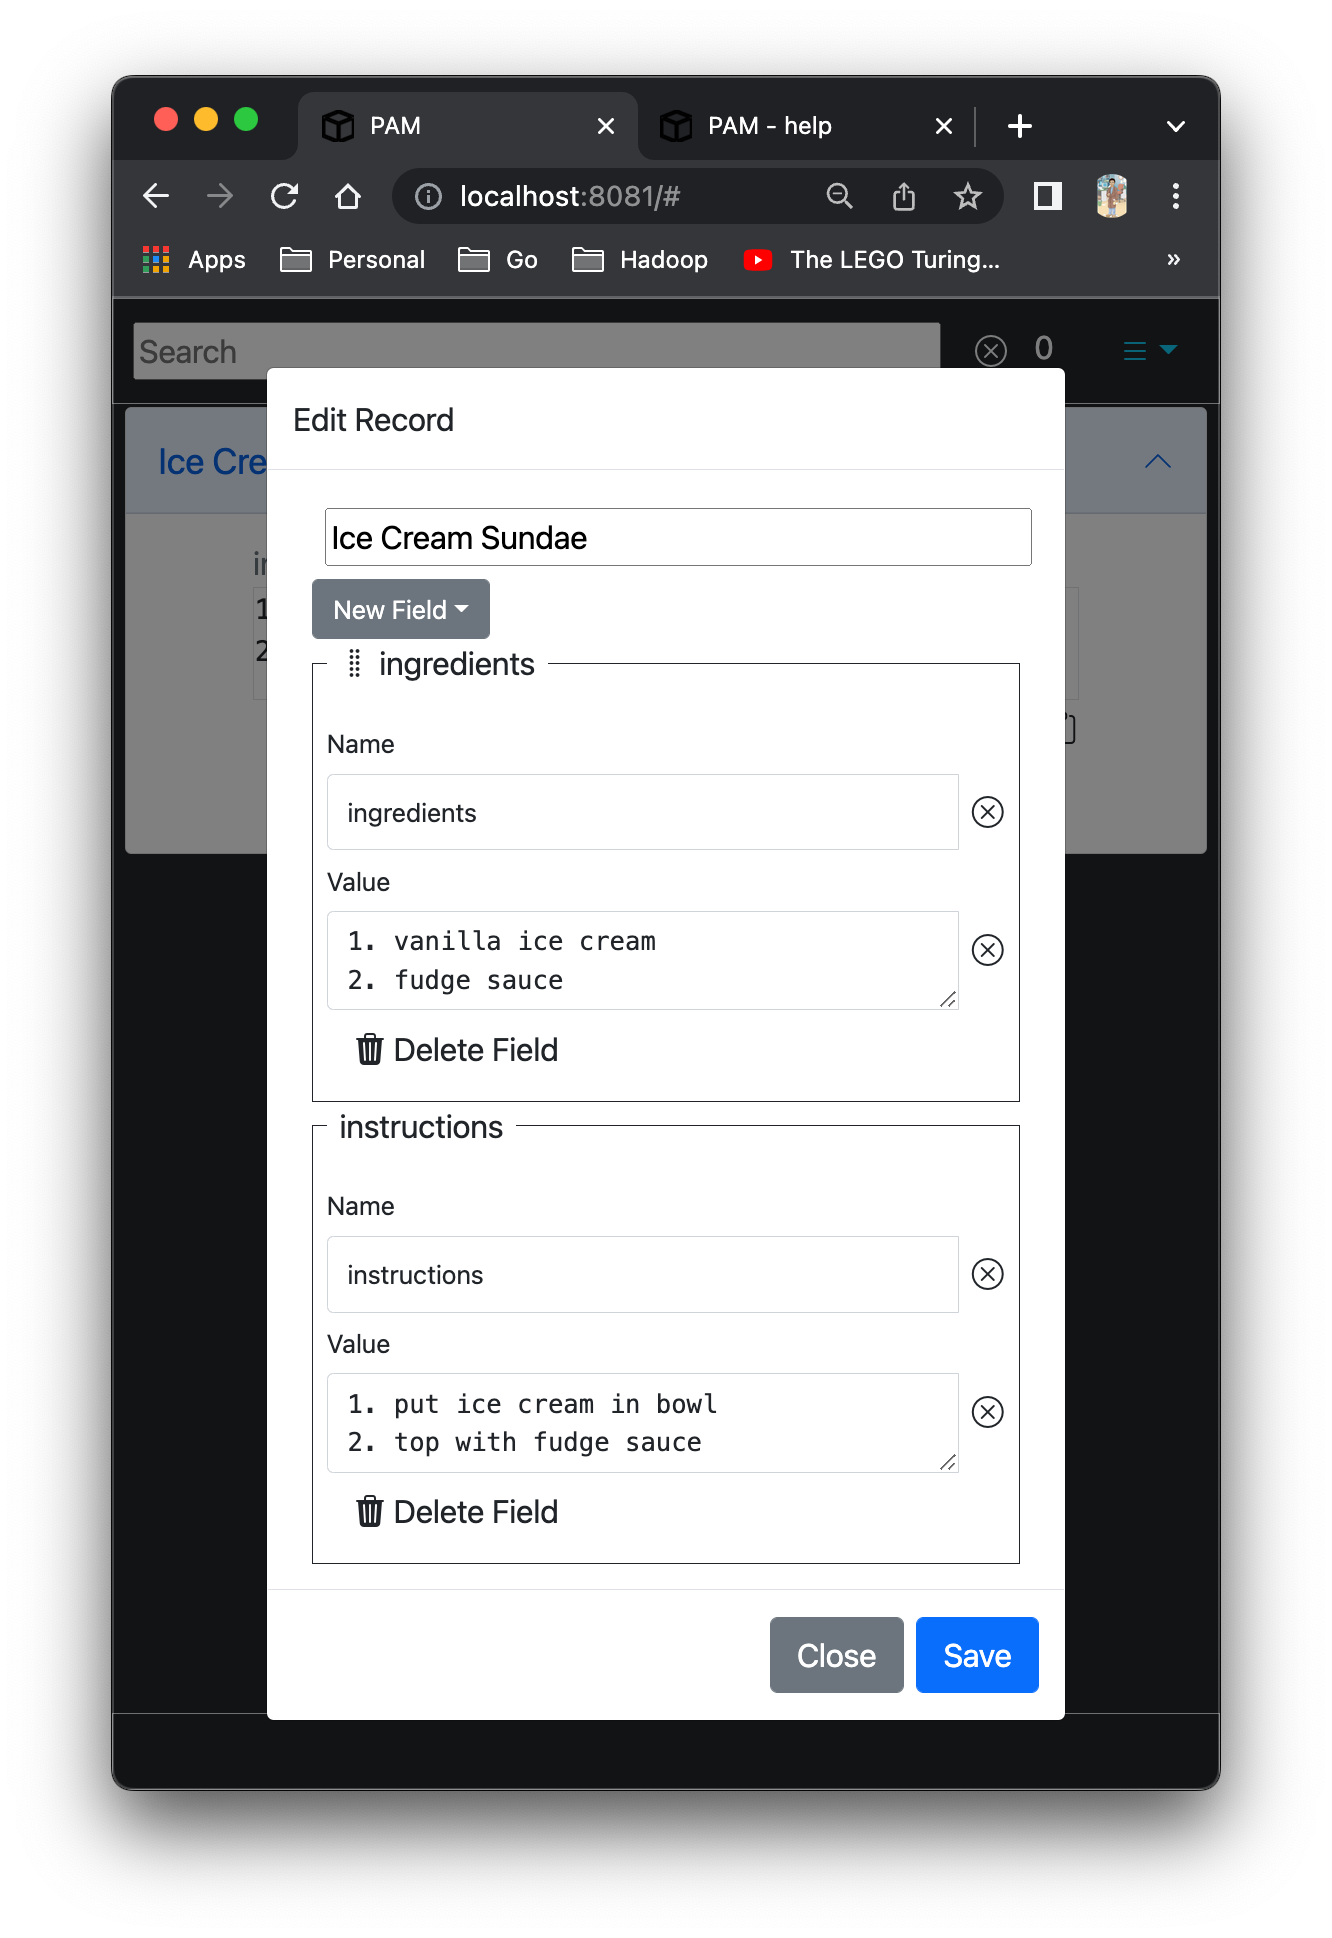 PAM
PAM - help
localhost:8081/#
Apps
Personal
Go
Hadoop
The LEGO Turing...
»
Search
0
Edit Record
Ice Cre
Ice Cream Sundae
New Field
1
2
ingredients
Name
ingredients
Value
1. vanilla ice cream
2. fudge sauce
Delete Field
instructions
Name
instructions
Value
1. put ice cream in bowl
2. top with fudge sauce
Delete Field
Close
Save